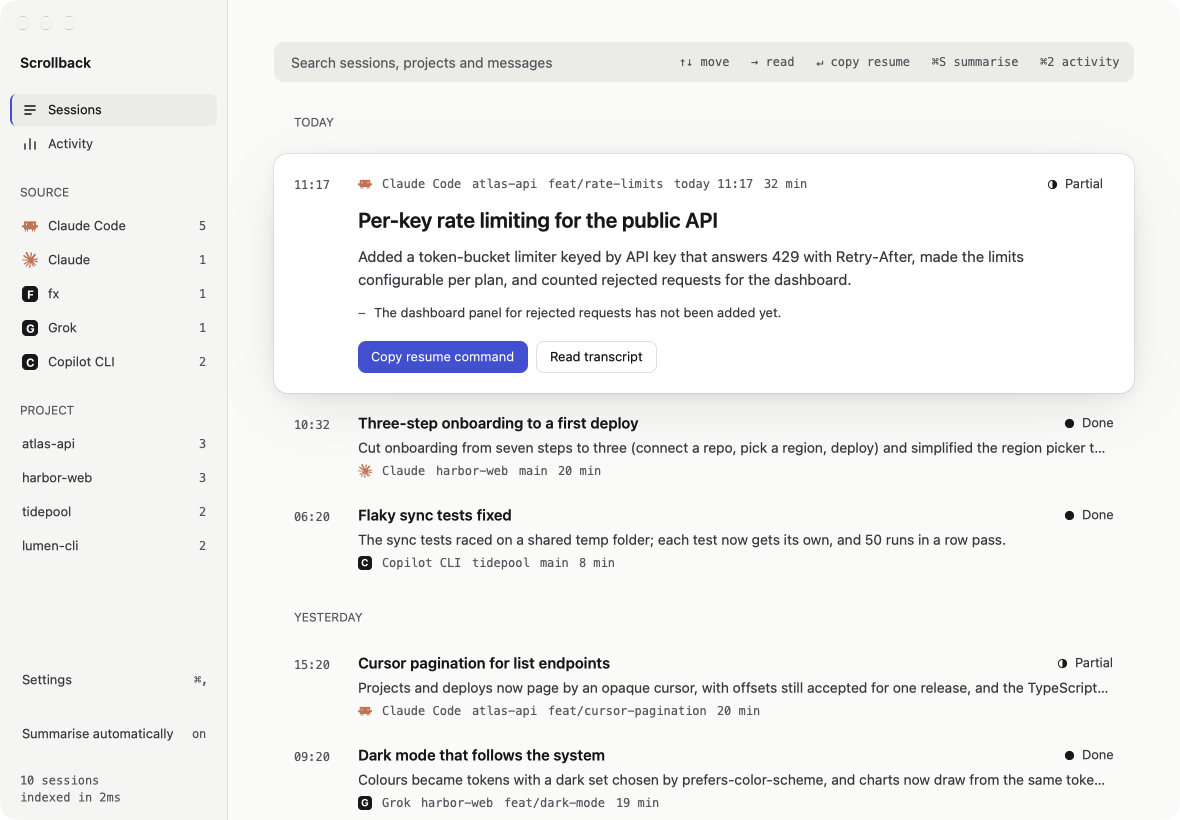 Scrollback
Sessions
Activity
SOURCE
Claude Code 5
Claude 1
F fx 1
G Grok 1
C Copilot CLI 2
PROJECT
atlas-api 3
harbor-web 3
tidepool 2
lumen-cli 2
Settings ⌘,
Summarise automatically on
10 sessions
indexed in 2ms
Search sessions, projects and messages ↑↓ move → read ↵ copy resume ⌘S summarise ⌘2 activity
TODAY
11:17 Claude Code atlas-api feat/rate-limits today 11:17 32 min Partial
Per-key rate limiting for the public API
Added a token-bucket limiter keyed by API key that answers 429 with Retry-After, made the limits
configurable per plan, and counted rejected requests for the dashboard.
– The dashboard panel for rejected requests has not been added yet.
Copy resume command Read transcript
10:32 Three-step onboarding to a first deploy Done
Cut onboarding from seven steps to three (connect a repo, pick a region, deploy) and simplified the region picker t…
Claude harbor-web main 20 min
06:20 Flaky sync tests fixed Done
The sync tests raced on a shared temp folder; each test now gets its own, and 50 runs in a row pass.
C Copilot CLI tidepool main 8 min
YESTERDAY
15:20 Cursor pagination for list endpoints Partial
Projects and deploys now page by an opaque cursor, with offsets still accepted for one release, and the TypeScript…
Claude Code atlas-api feat/cursor-pagination 20 min
09:20 Dark mode that follows the system Done
Colours became tokens with a dark set chosen by prefers-color-scheme, and charts now draw from the same toke…
G Grok harbor-web feat/dark-mode 19 min